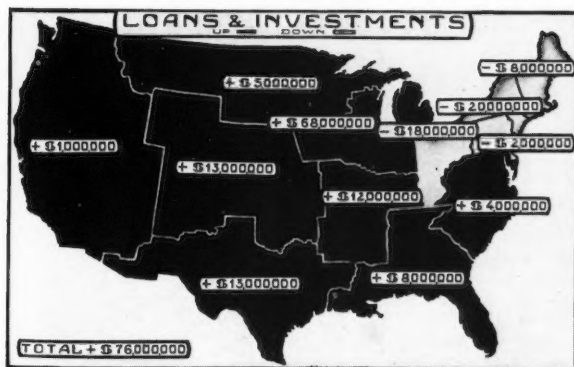 LOANS & INVESTMENTS
UP DOWN
- $ 8,000,000
+ $ 5,000,000
- $ 20,000,000
+ $ 68,000,000
- $ 18,000,000
+ $ 1,000,000
- $ 2,000,000
+ $ 13,000,000
+ $ 12,000,000
+ $ 4,000,000
+ $ 13,000,000
+ $ 8,000,000
TOTAL + $ 76,000,000